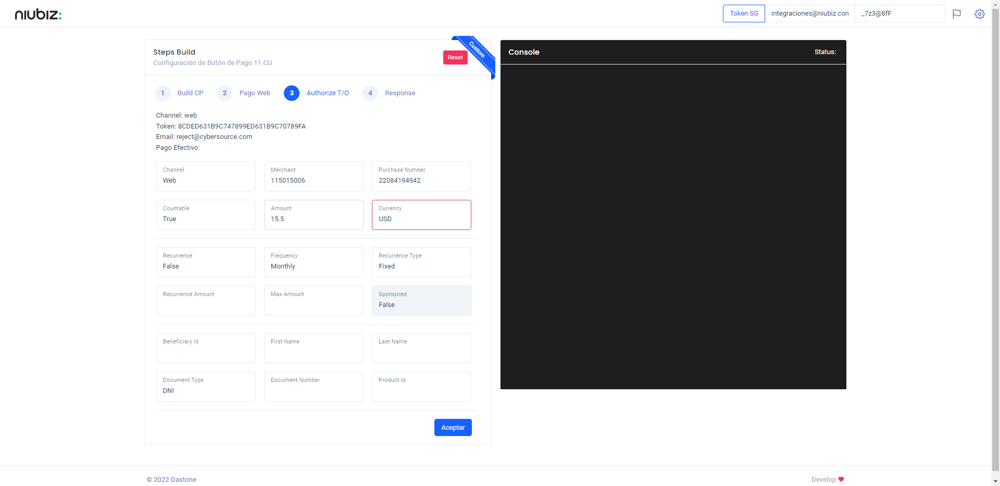 niubiz:
Token SG integraciones@niubiz.con _7z3@8fF
Steps Build
Configuración de Botón de Pago 11 CU
Reset
Custom
1 Build CP 2 Pago Web 3 Authorize T/O 4 Response
Channel: web
Token: 8CDED631B9C747899ED631B9C70789FA
Email: reject@cybersource.com
Pago Efectivo:
Channel Merchant Purchase Number
Web 115015006 22084194942
Countable Amount Currency
True 15.5 USD
Recurrence Frequency Recurrence Type
False Monthly Fixed
Recurrence Amount Max Amount Sponsored
False
Beneficiary Id First Name Last Name
Document Type Document Number Product Id
DNI
Aceptar
Console Status:
© 2022 Dastone Develop